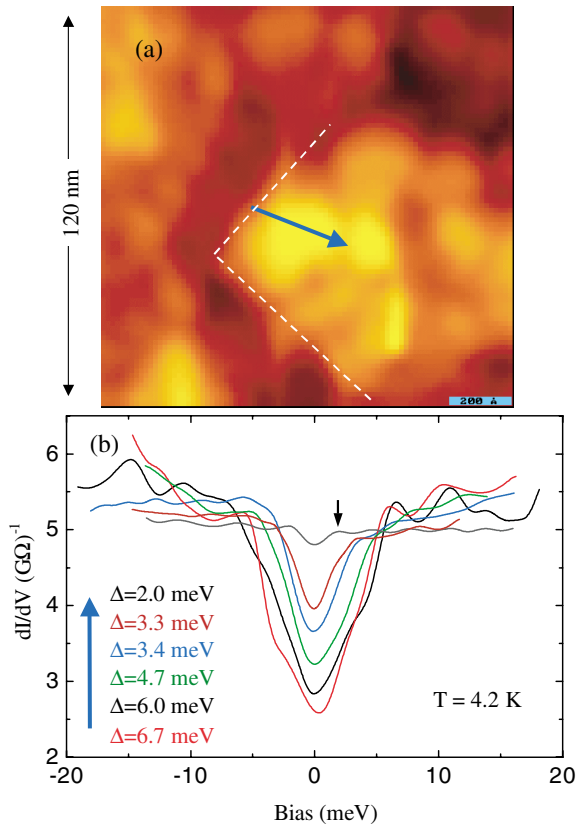 (a)
120 nm
200 Å
(b)
6
5
4
3
2
dI/dV (GΩ)⁻¹
Δ=2.0 meV
Δ=3.3 meV
Δ=3.4 meV
Δ=4.7 meV
Δ=6.0 meV
Δ=6.7 meV
T = 4.2 K
-20 -10 0 10 20
Bias (meV)